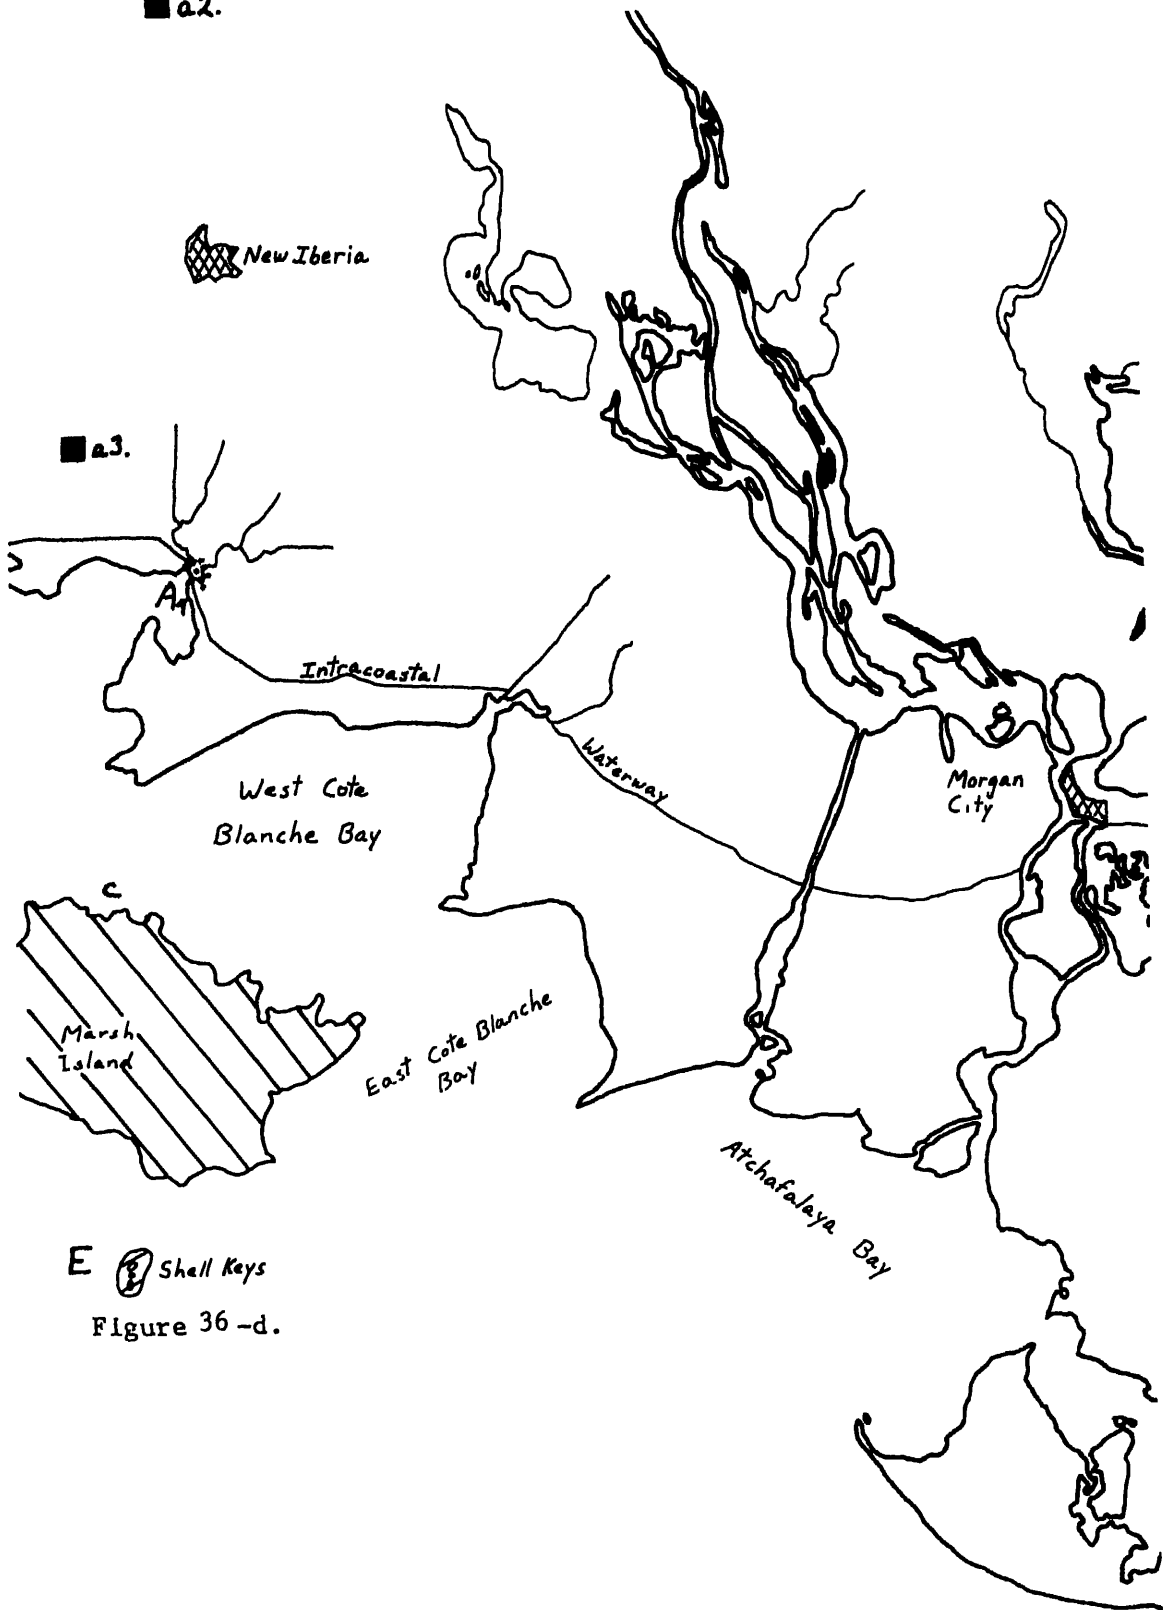 a2.
New Iberia
a3.
A
Intracoastal
Waterway
West Cote
Blanche Bay
Morgan
City
C
Marsh
Island
East Cote Blanche
Bay
Atchafalaya Bay
E
Shell Keys
Figure 36-d.